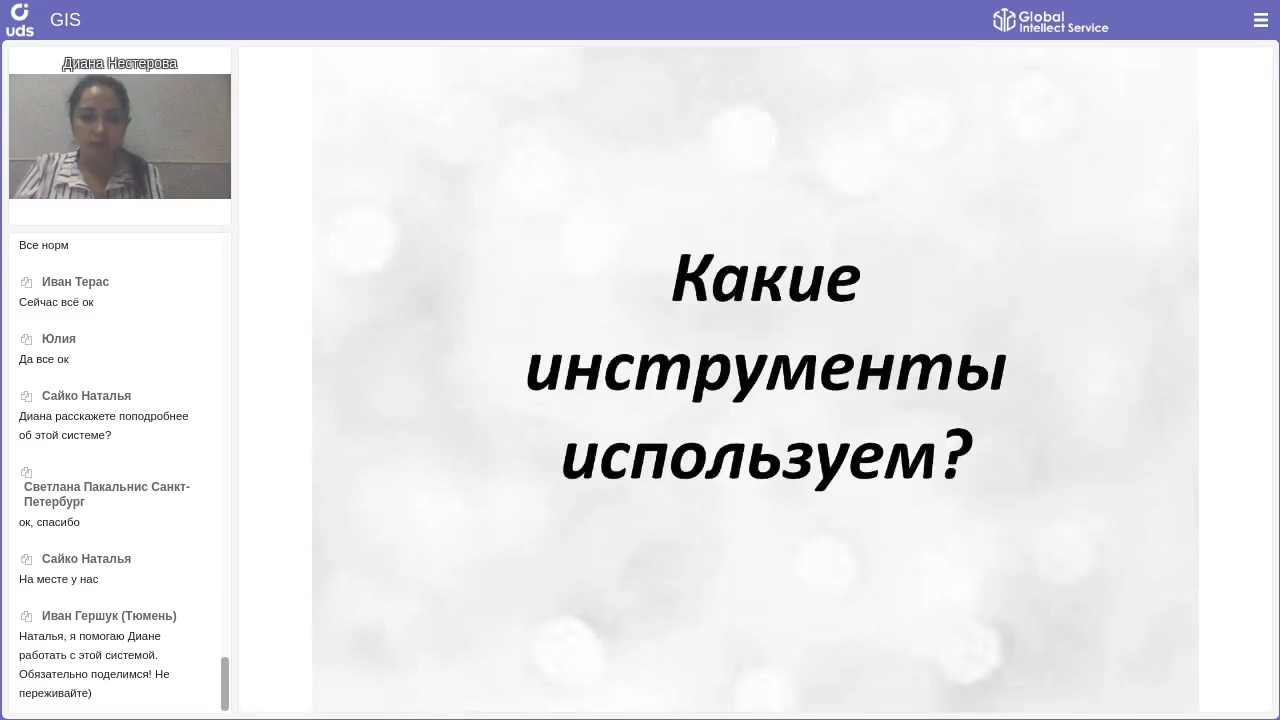 uds
GIS
Global
Intellect Service
Диана Нестерова
Все норм
Иван Терас
Сейчас всё ок
Юлия
Да все ок
Сайко Наталья
Диана расскажете поподробнее
об этой системе?
Светлана Пакальнис Санкт-
Петербург
ок, спасибо
Сайко Наталья
На месте у нас
Иван Гершук (Тюмень)
Наталья, я помогаю Диане
работать с этой системой.
Обязательно поделимся! Не
переживайте)
Какие
инструменты
используем?